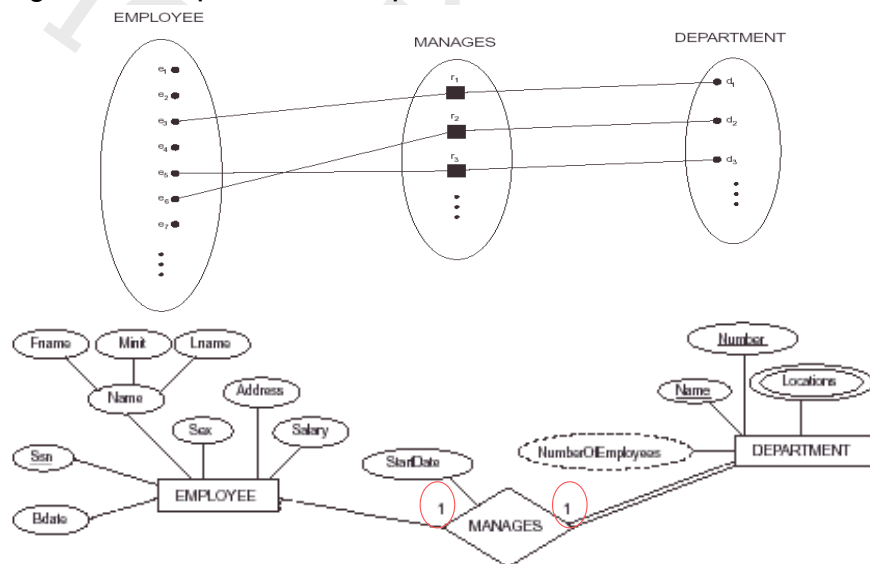 EMPLOYEE
MANAGES
DEPARTMENT
e1
e2
e3
e4
e5
e6
e7
r1
r2
r3
d1
d2
d3
Fname
Minit
Lname
Number
Name
Address
Name
Locations
Sex
Salary
Ssn
StartDate
NumberOfEmployees
DEPARTMENT
EMPLOYEE
1
1
Bdate
MANAGES